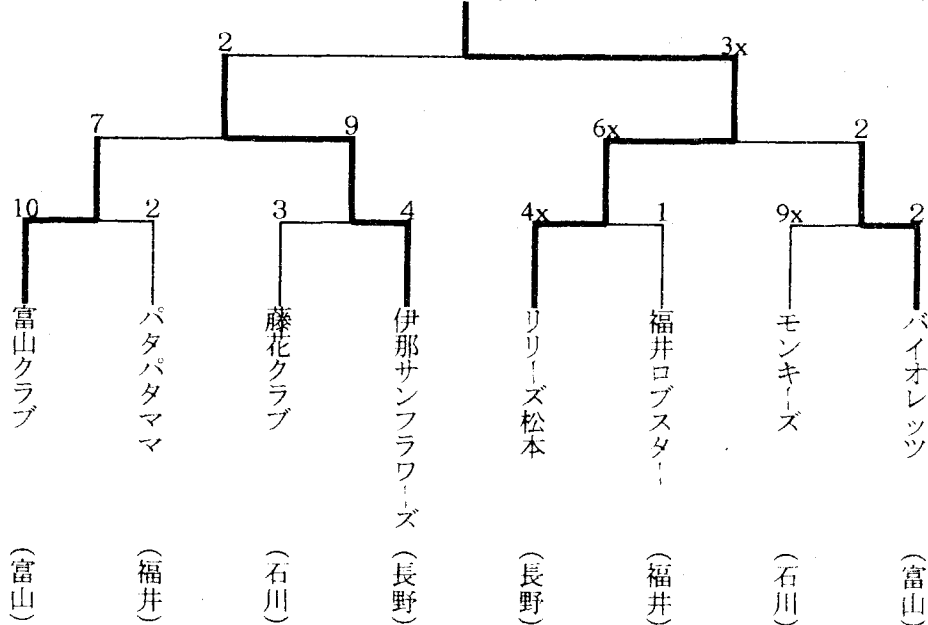 2 3x
7 9 6x 2
10 2 3 4 4x 1 9x 2
富山クラブ
パタパタママ
藤花クラブ
伊那サンフラワーズ
リリーズ松本
福井ロブスター
モンキーズ
バイオレッツ
(富山)
(福井)
(石川)
(長野)
(長野)
(福井)
(石川)
(富山)